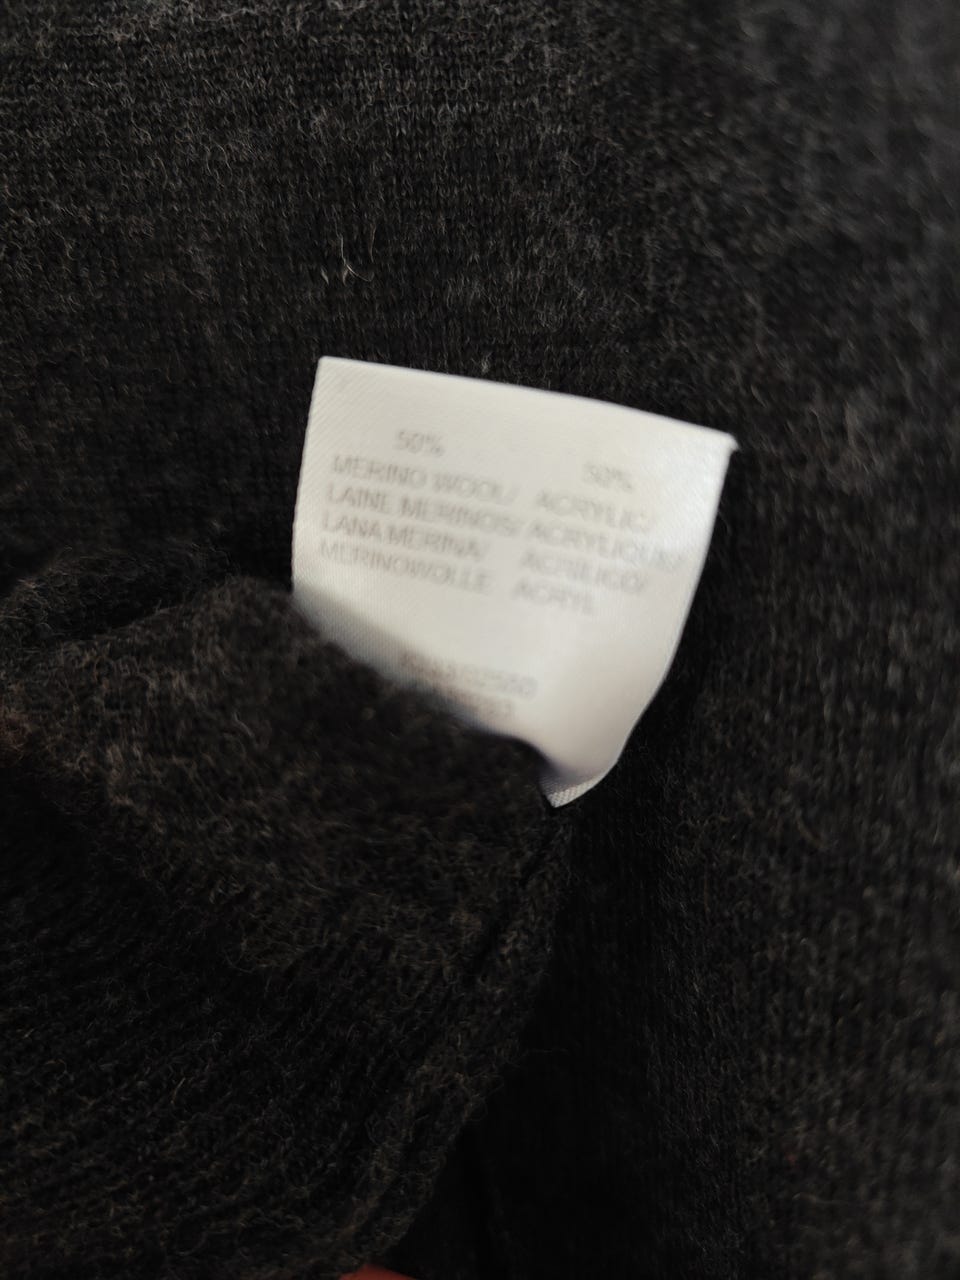 50% 50%
MERINO WOOL/ ACRYLIC/
LAINE MERINOS/ ACRYLIQUE/
LANA MERINA/ ACRILICO/
MERINOWOLLE ACRYL